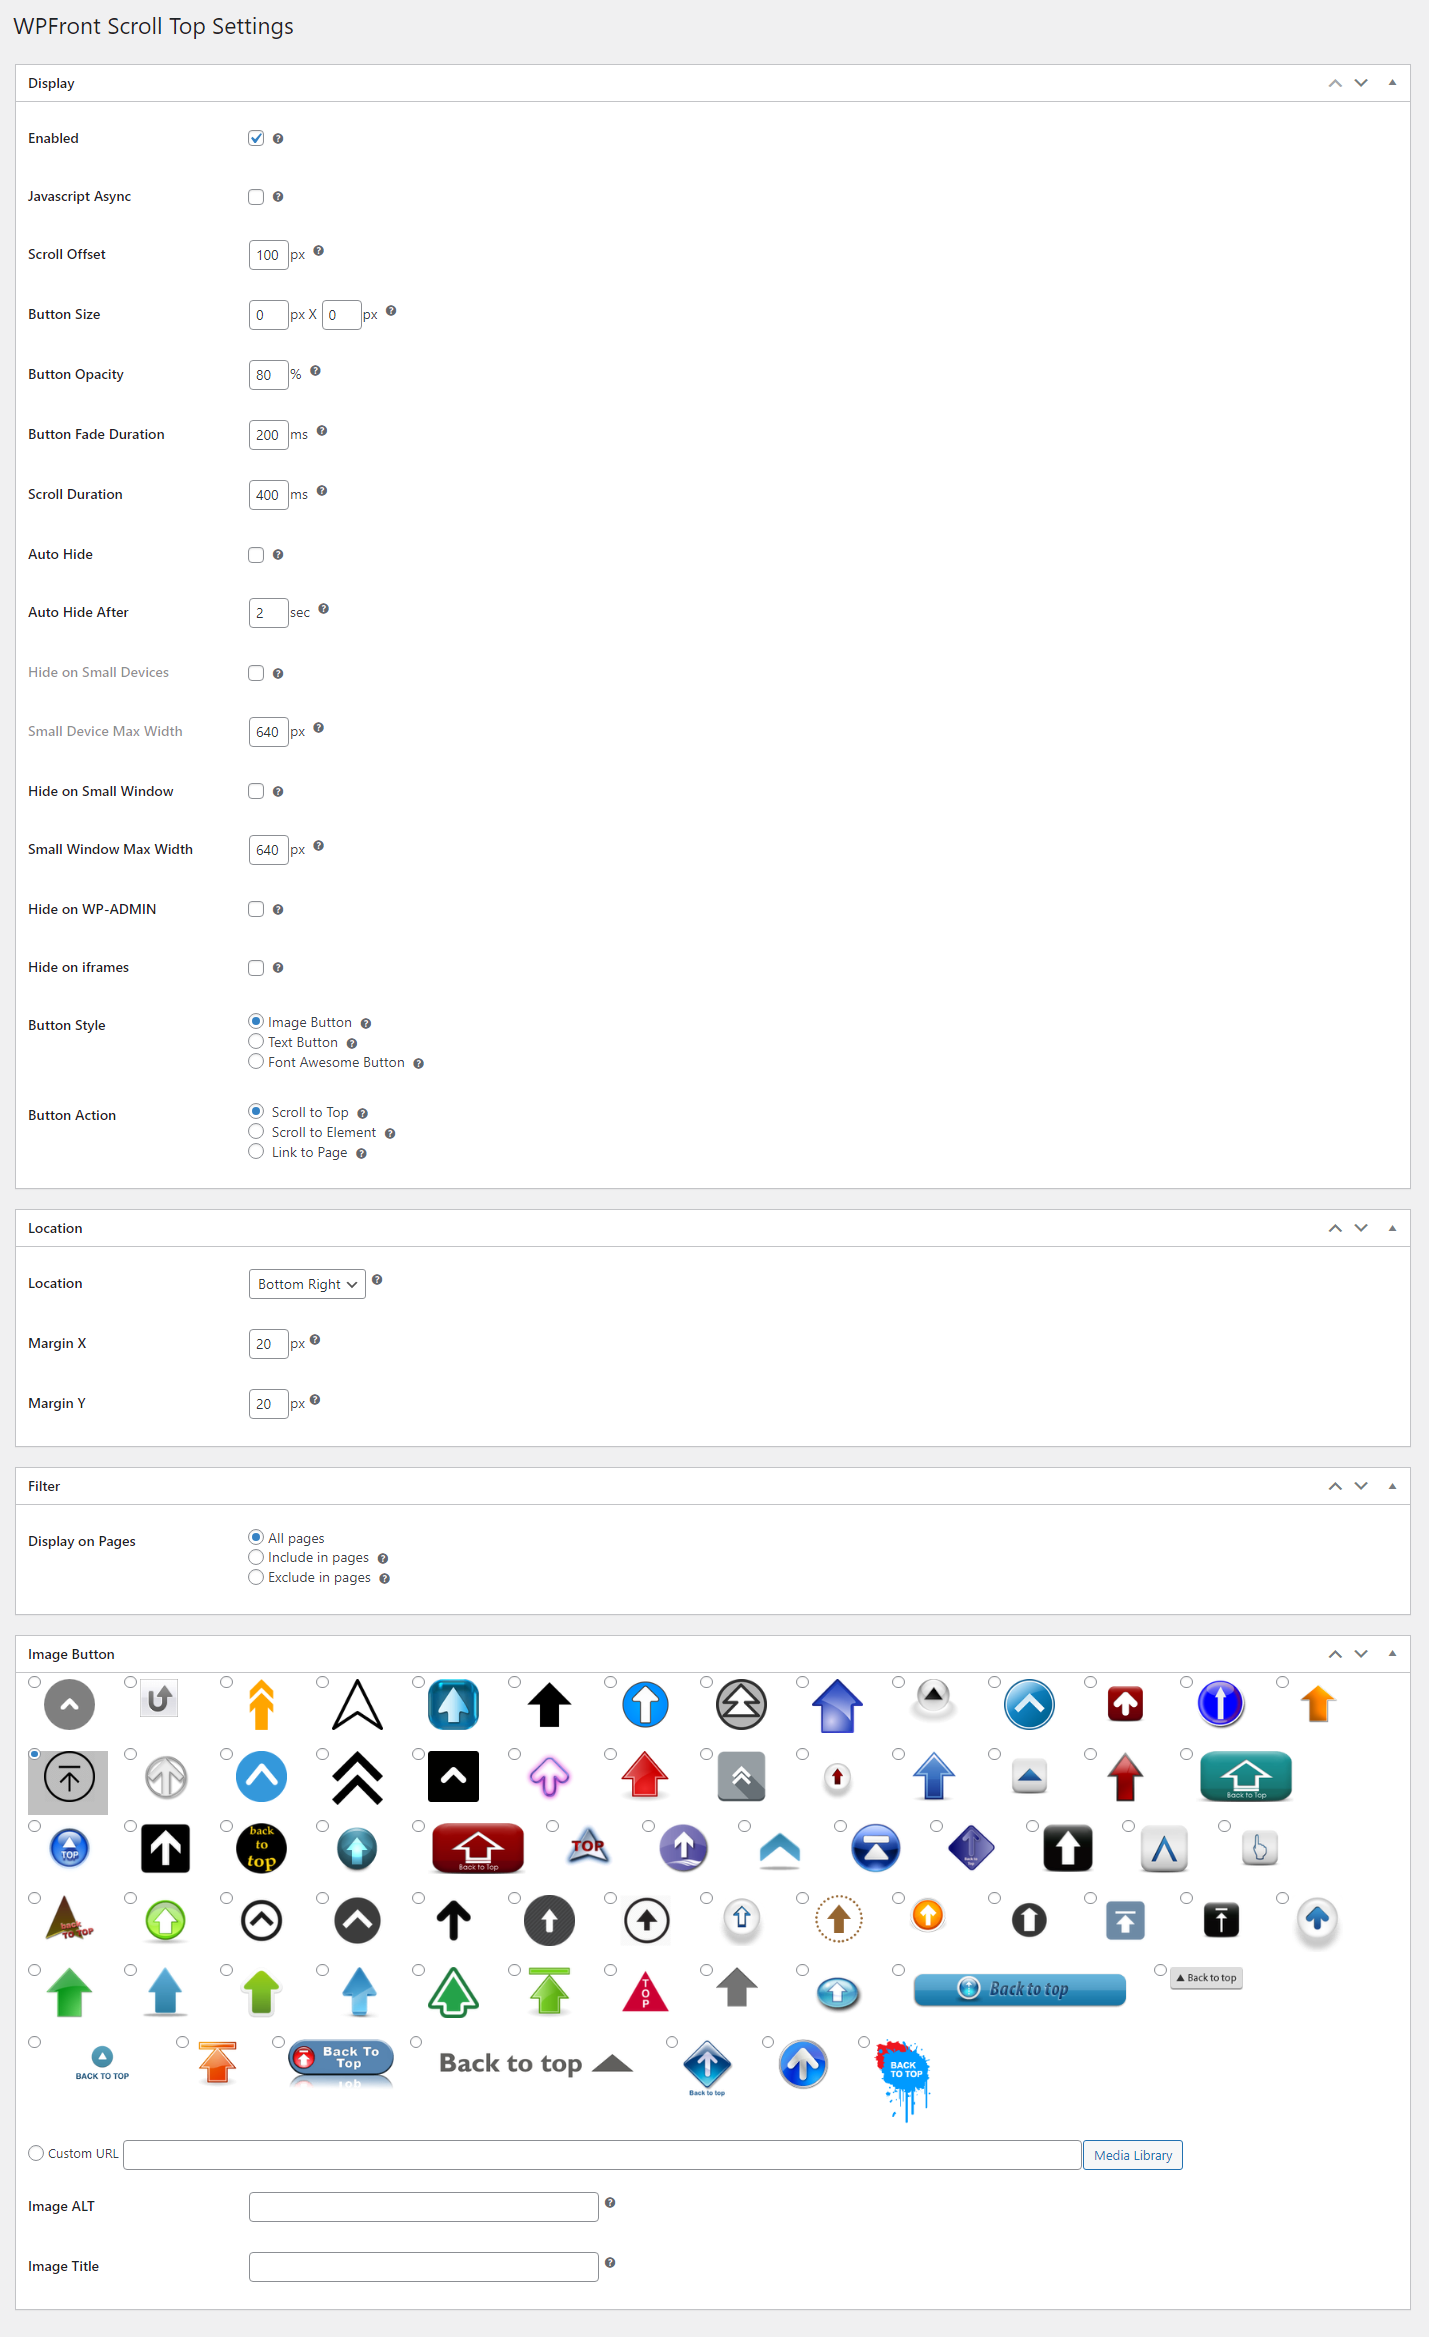 WPFront Scroll Top Settings
Display
Enabled
Javascript Async
Scroll Offset 100 px
Button Size 0 px X 0 px
Button Opacity 80 %
Button Fade Duration 200 ms
Scroll Duration 400 ms
Auto Hide
Auto Hide After 2 sec
Hide on Small Devices
Small Device Max Width 640 px
Hide on Small Window
Small Window Max Width 640 px
Hide on WP-ADMIN
Hide on iframes
Button Style Image Button
Text Button
Font Awesome Button
Button Action Scroll to Top
Scroll to Element
Link to Page
Location
Location Bottom Right
Margin X 20 px
Margin Y 20 px
Filter
Display on Pages All pages
Include in pages
Exclude in pages
Image Button
Back to Top
TOP
back
to
top
Back to Top
TOP
Back to
Top
back
TO TOP
T
O
P
Back to top
Back to top
BACK TO TOP
Back To
Top
Back to top
Back to top
BACK
TO TOP
Custom URL Media Library
Image ALT
Image Title